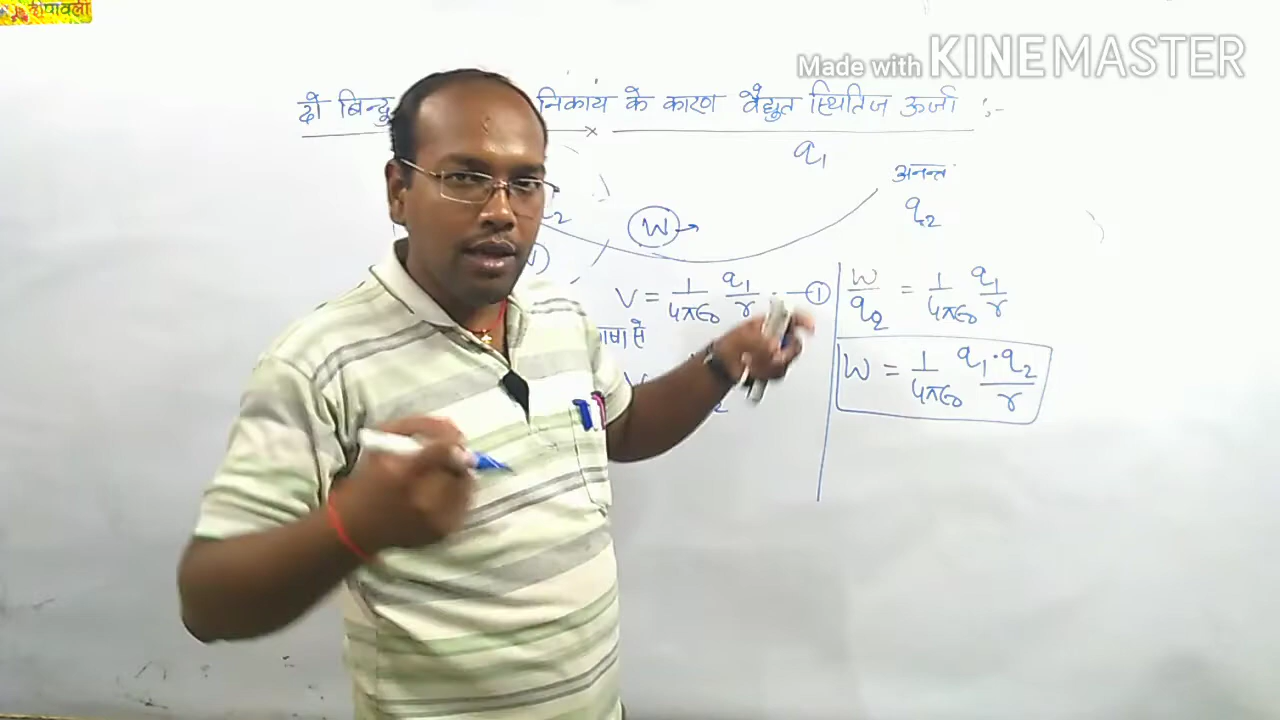 दीपावली
Made with KINEMASTER
दो बिन्दु निकाय के कारण वैद्युत स्थितिज ऊर्जा :-
q₁
अनन्त
q₂
W →
V = 1/4πε₀ q₁/r . —①
W/q₂ = 1/4πε₀ q₁/r
से
W = 1/4πε₀ q₁·q₂/r
V